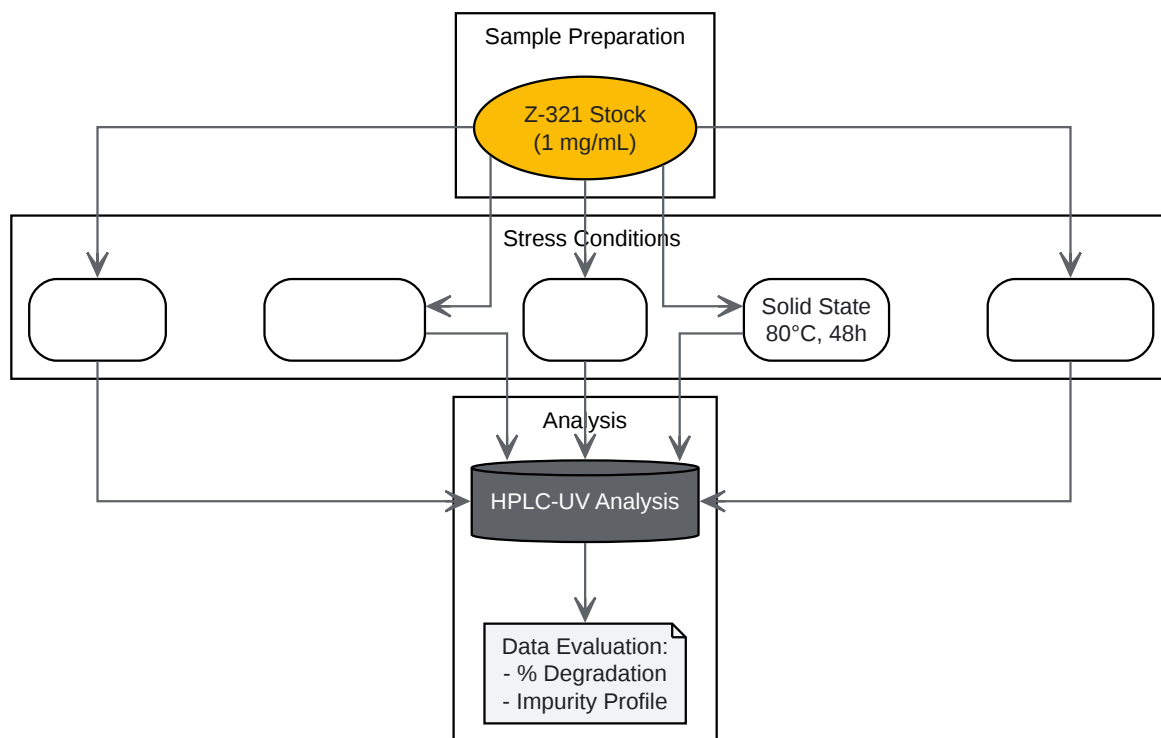 Sample Preparation
Z-321 Stock
(1 mg/mL)
Stress Conditions
Solid State
80°C, 48h
Analysis
HPLC-UV Analysis
Data Evaluation:
- % Degradation
- Impurity Profile